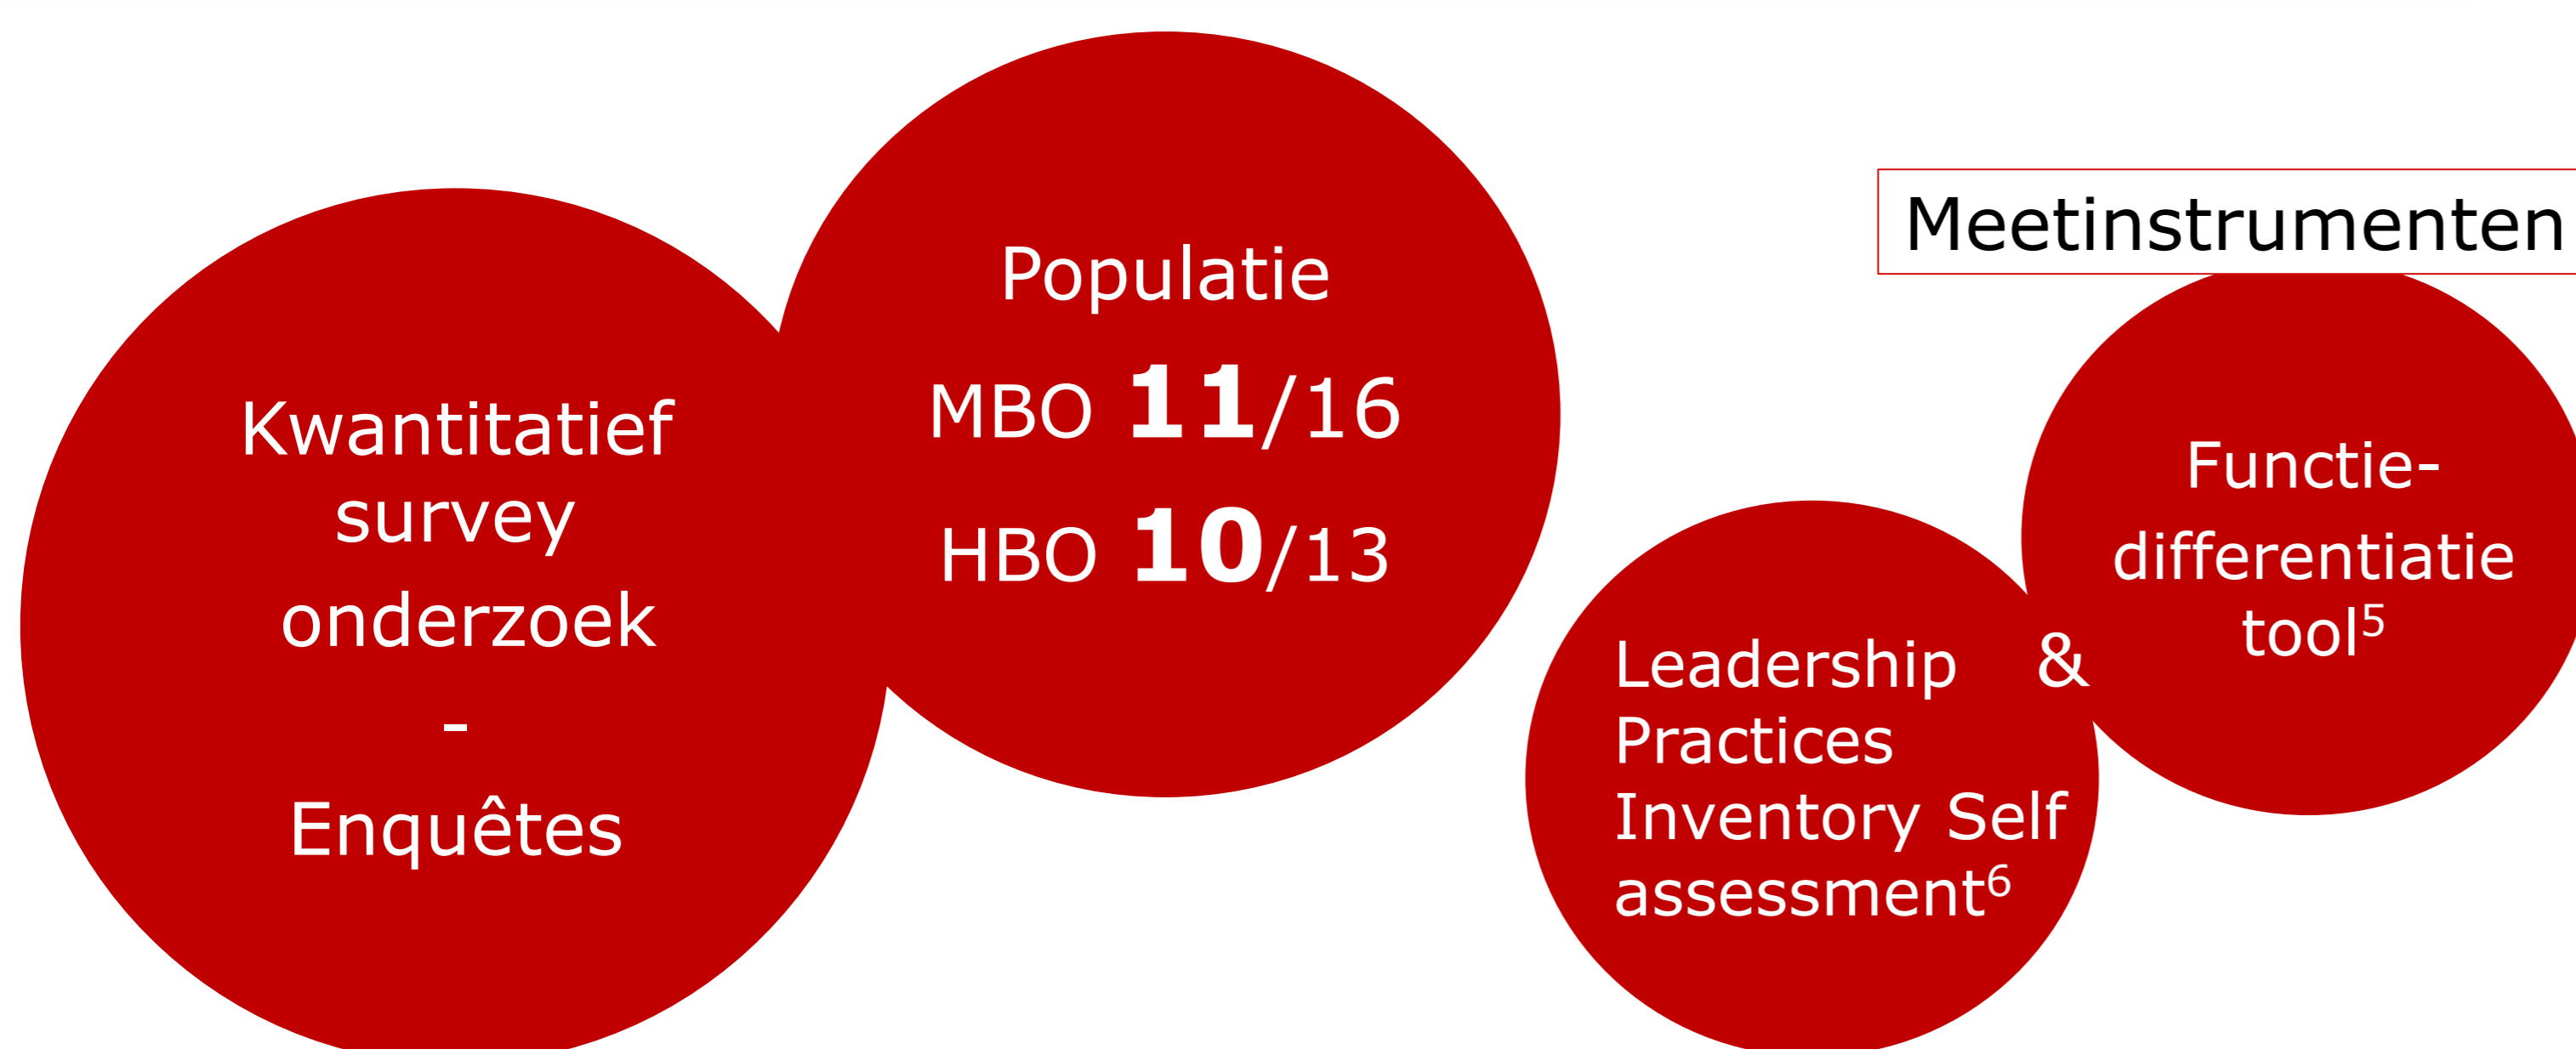 Kwantitatief
survey
onderzoek
-
Enquêtes
Populatie
MBO 11/16
HBO 10/13
Meetinstrumenten
Functie-
differentiatie
tool⁵
Leadership &
Practices
Inventory Self
assessment⁶